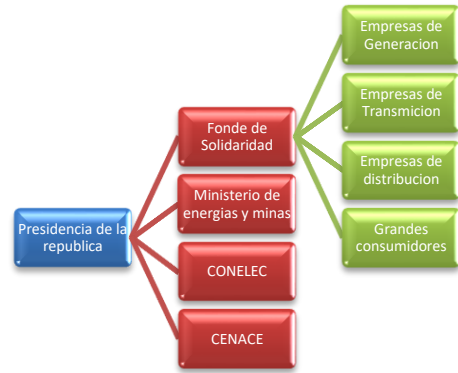 Presidencia de la
republica
Fonde de
Solidaridad
Ministerio de
energias y minas
CONELEC
CENACE
Empresas de
Generacion
Empresas de
Transmicion
Empresas de
distribucion
Grandes
consumidores